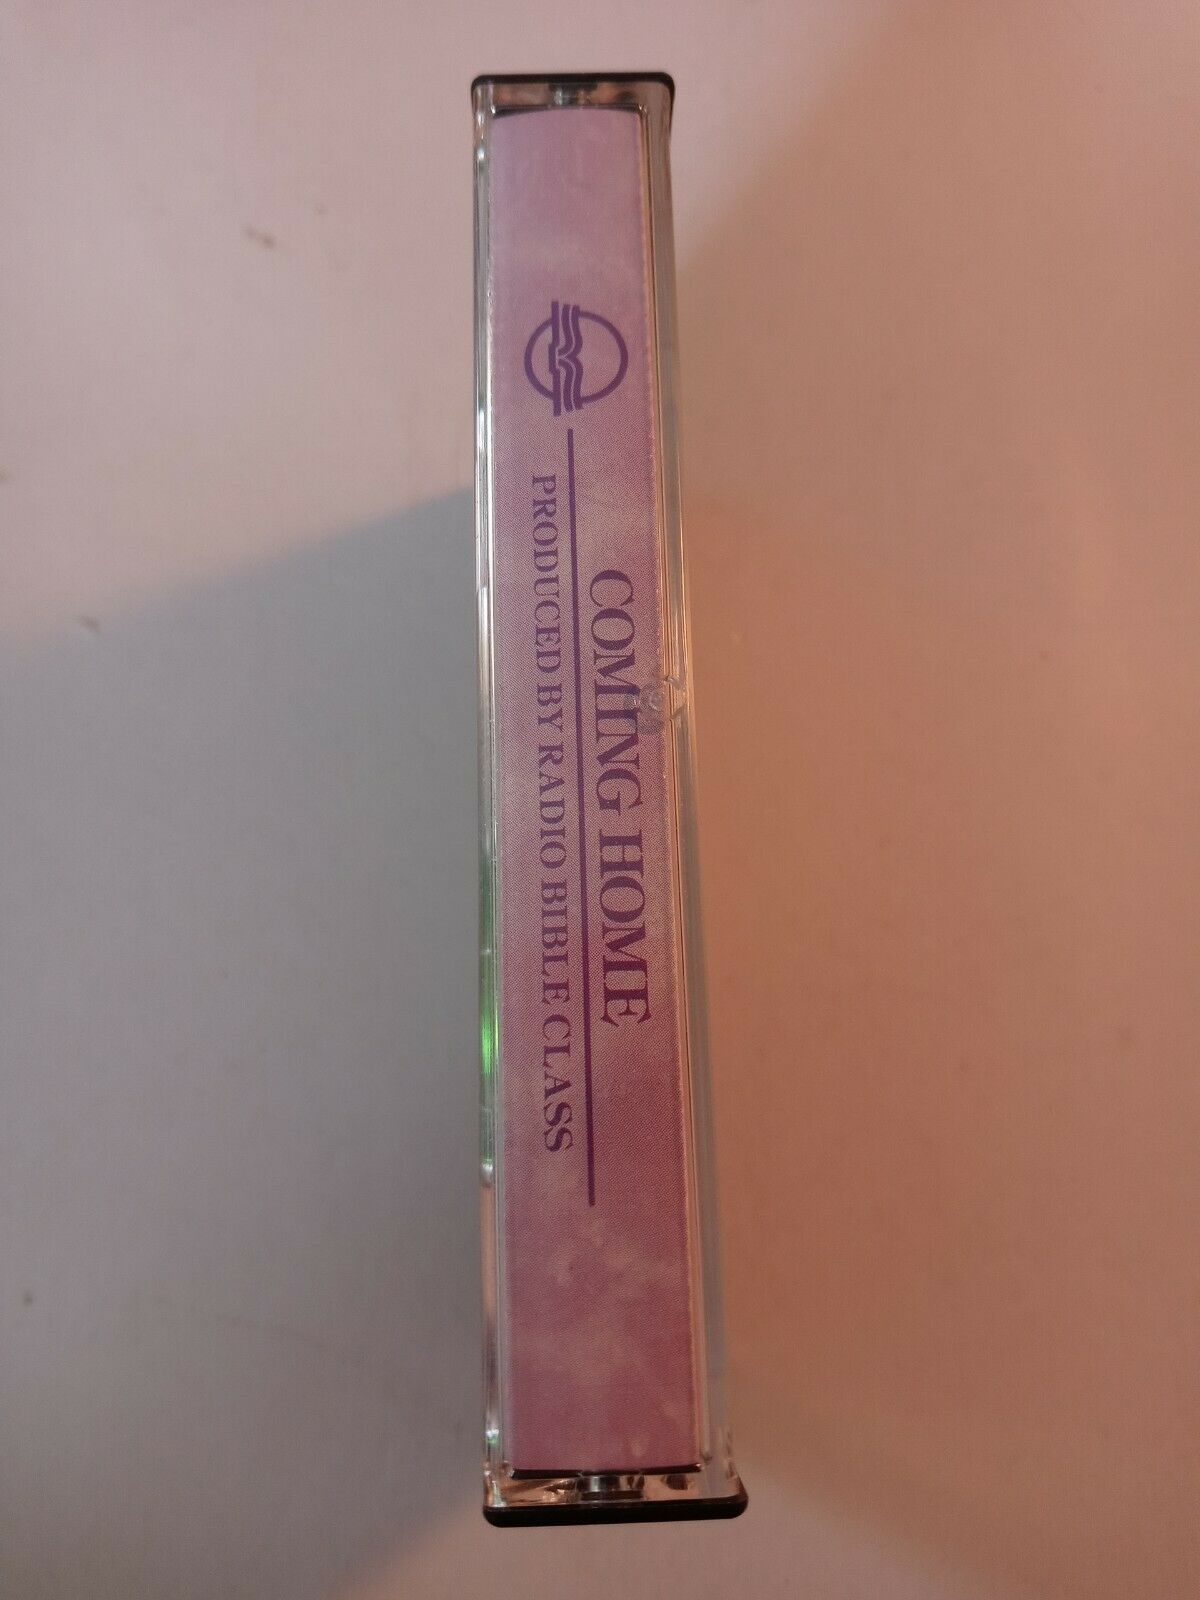 COMING HOME
PRODUCED BY RADIO BIBLE CLASS